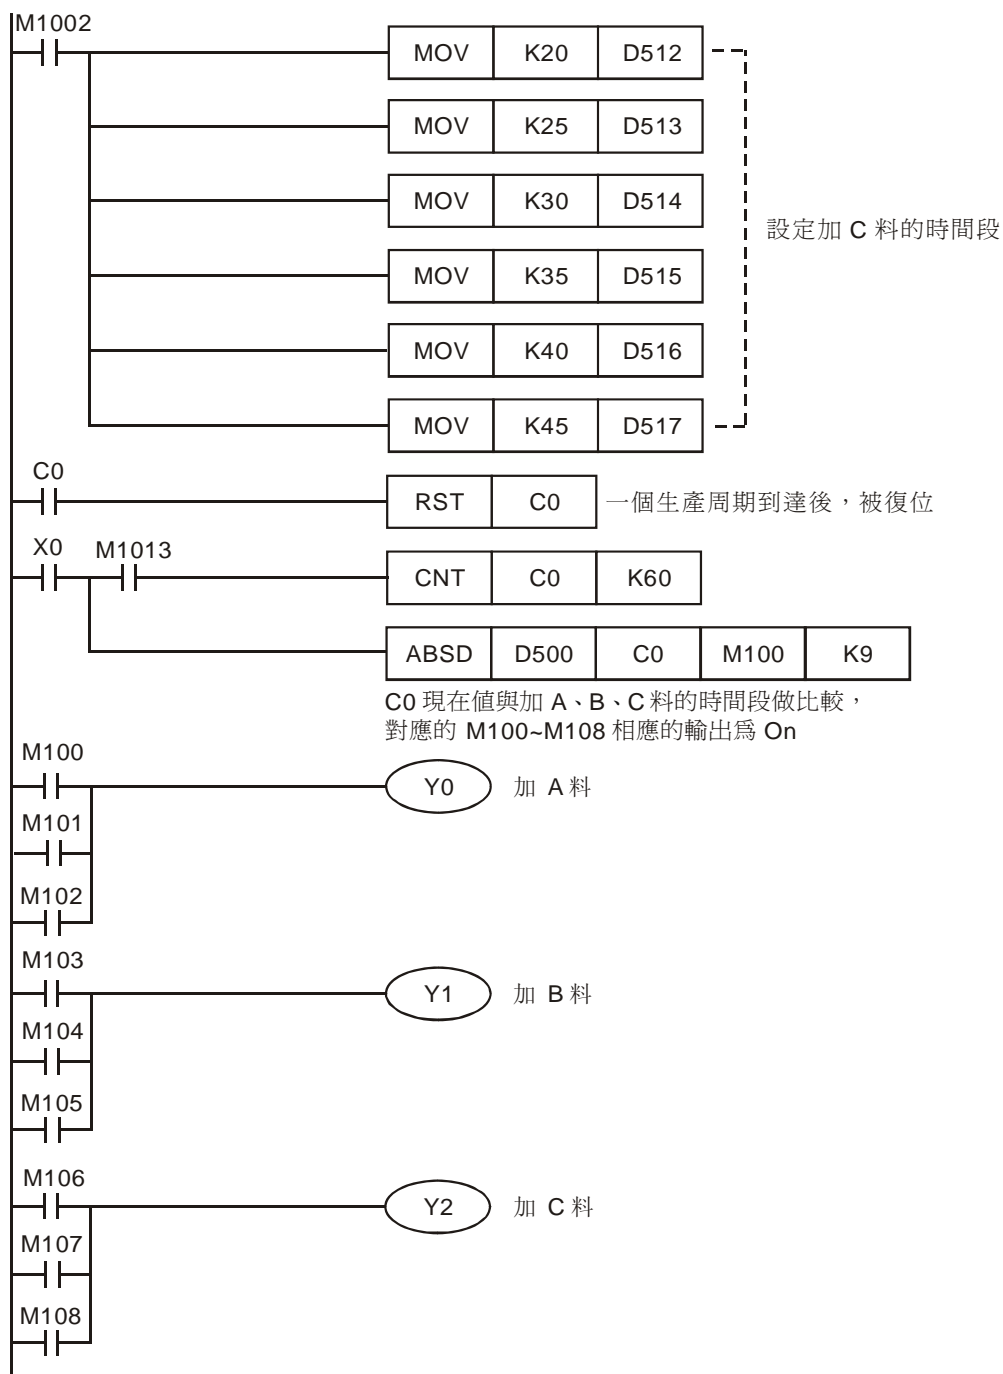 M1002
MOV K20 D512
MOV K25 D513
MOV K30 D514
設定加 C 料的時間段
MOV K35 D515
MOV K40 D516
MOV K45 D517
C0
RST C0 一個生產周期到達後，被復位
X0 M1013
CNT C0 K60
ABSD D500 C0 M100 K9
C0 現在值與加 A、B、C 料的時間段做比較，
對應的 M100~M108 相應的輸出爲 On
M100
Y0 加 A 料
M101
M102
M103
Y1 加 B 料
M104
M105
M106
Y2 加 C 料
M107
M108